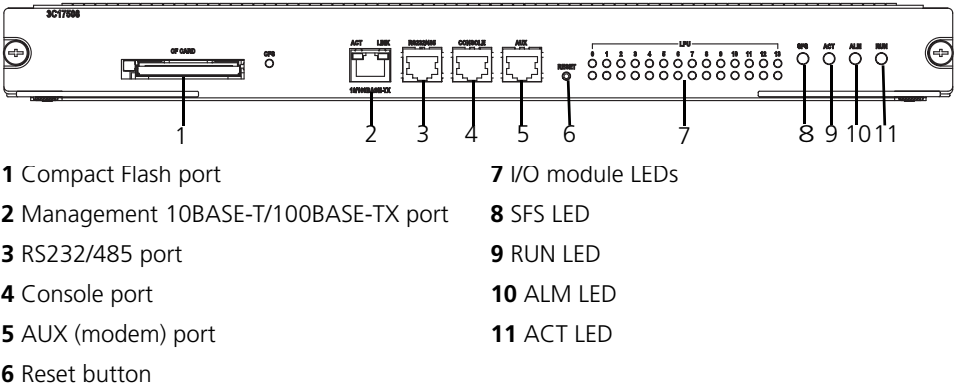 3C17508
CF CARD
CFS
ACT LINK
RS232/485
CONSOLE
AUX
10/100BASE-TX
RESET
LPU
0 1 2 3 4 5 6 7 8 9 10 11 12 13
CFS ACT ALM RUN
1 2 3 4 5 6 7 8 9 10 11
1 Compact Flash port
2 Management 10BASE-T/100BASE-TX port
3 RS232/485 port
4 Console port
5 AUX (modem) port
6 Reset button
7 I/O module LEDs
8 SFS LED
9 RUN LED
10 ALM LED
11 ACT LED